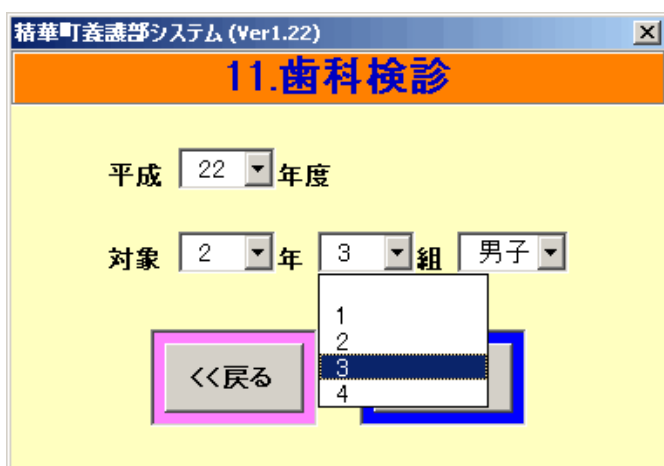 精華町養護部システム (Ver1.22)
11.歯科検診
平成 22 年度
対象 2 年 3 組 男子
1
2
3
4
<<戻る